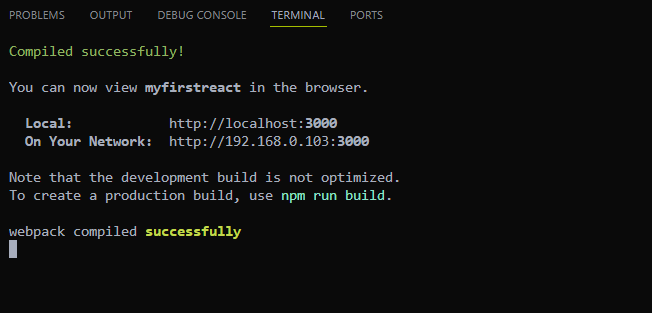 PROBLEMS OUTPUT DEBUG CONSOLE TERMINAL PORTS
Compiled successfully!
You can now view myfirstreact in the browser.
Local: http://localhost:3000
On Your Network: http://192.168.0.103:3000
Note that the development build is not optimized.
To create a production build, use npm run build.
webpack compiled successfully